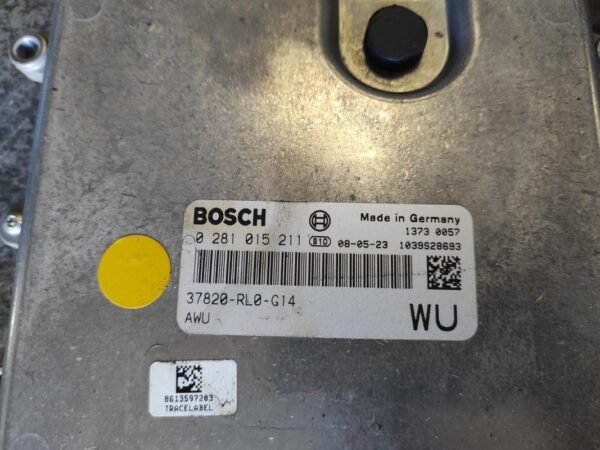 BOSCH Made in Germany
1373 0057
0 281 015 211 810 08-05-23 1039S28693
37820-RL0-G14
AWU WU
8613597203
TRACELABEL